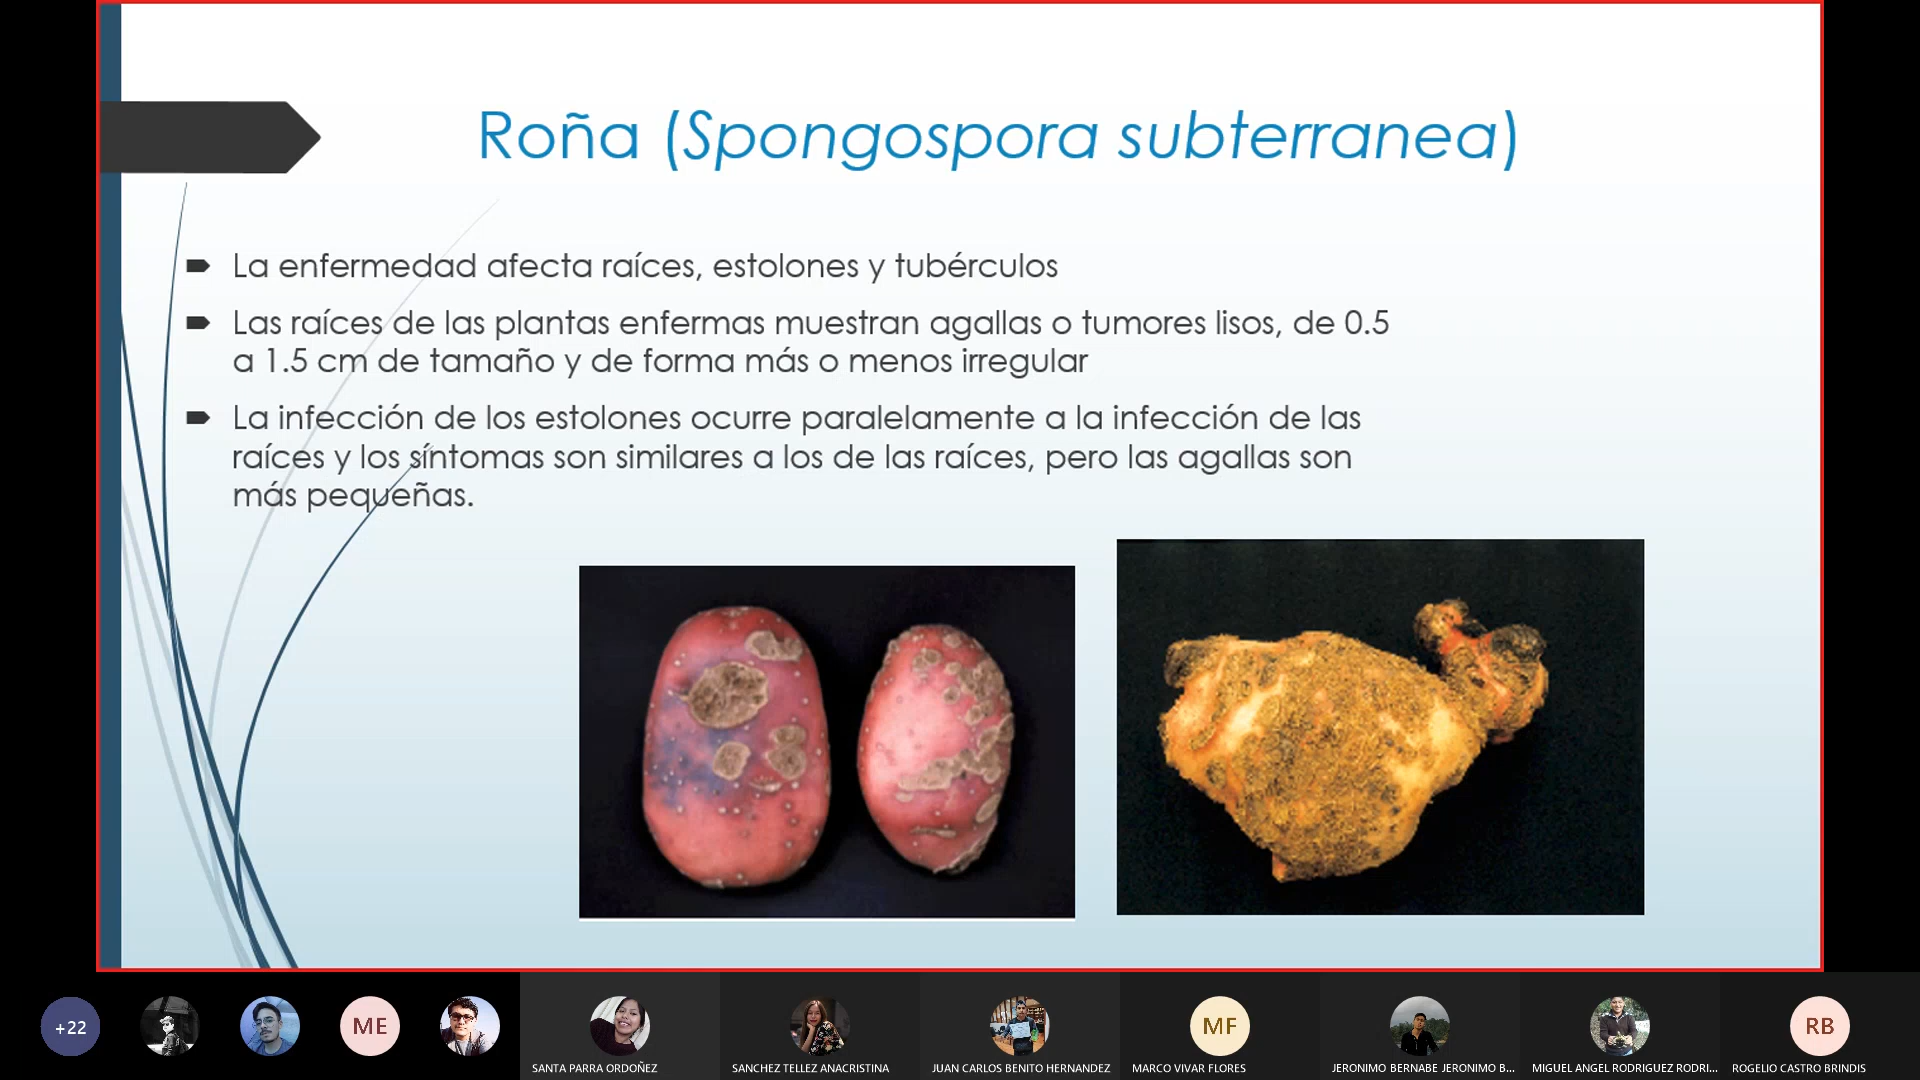 Roña (Spongospora subterranea)
La enfermedad afecta raíces, estolones y tubérculos
Las raíces de las plantas enfermas muestran agallas o tumores lisos, de 0.5
a 1.5 cm de tamaño y de forma más o menos irregular
La infección de los estolones ocurre paralelamente a la infección de las
raíces y los síntomas son similares a los de las raíces, pero las agallas son
más pequeñas.
+22
ME
MF
RB
SANTA PARRA ORDOÑEZ
SANCHEZ TELLEZ ANACRISTINA
JUAN CARLOS BENITO HERNANDEZ
MARCO VIVAR FLORES
JERONIMO BERNABE JERONIMO B...
MIGUEL ANGEL RODRIGUEZ RODRI...
ROGELIO CASTRO BRINDIS